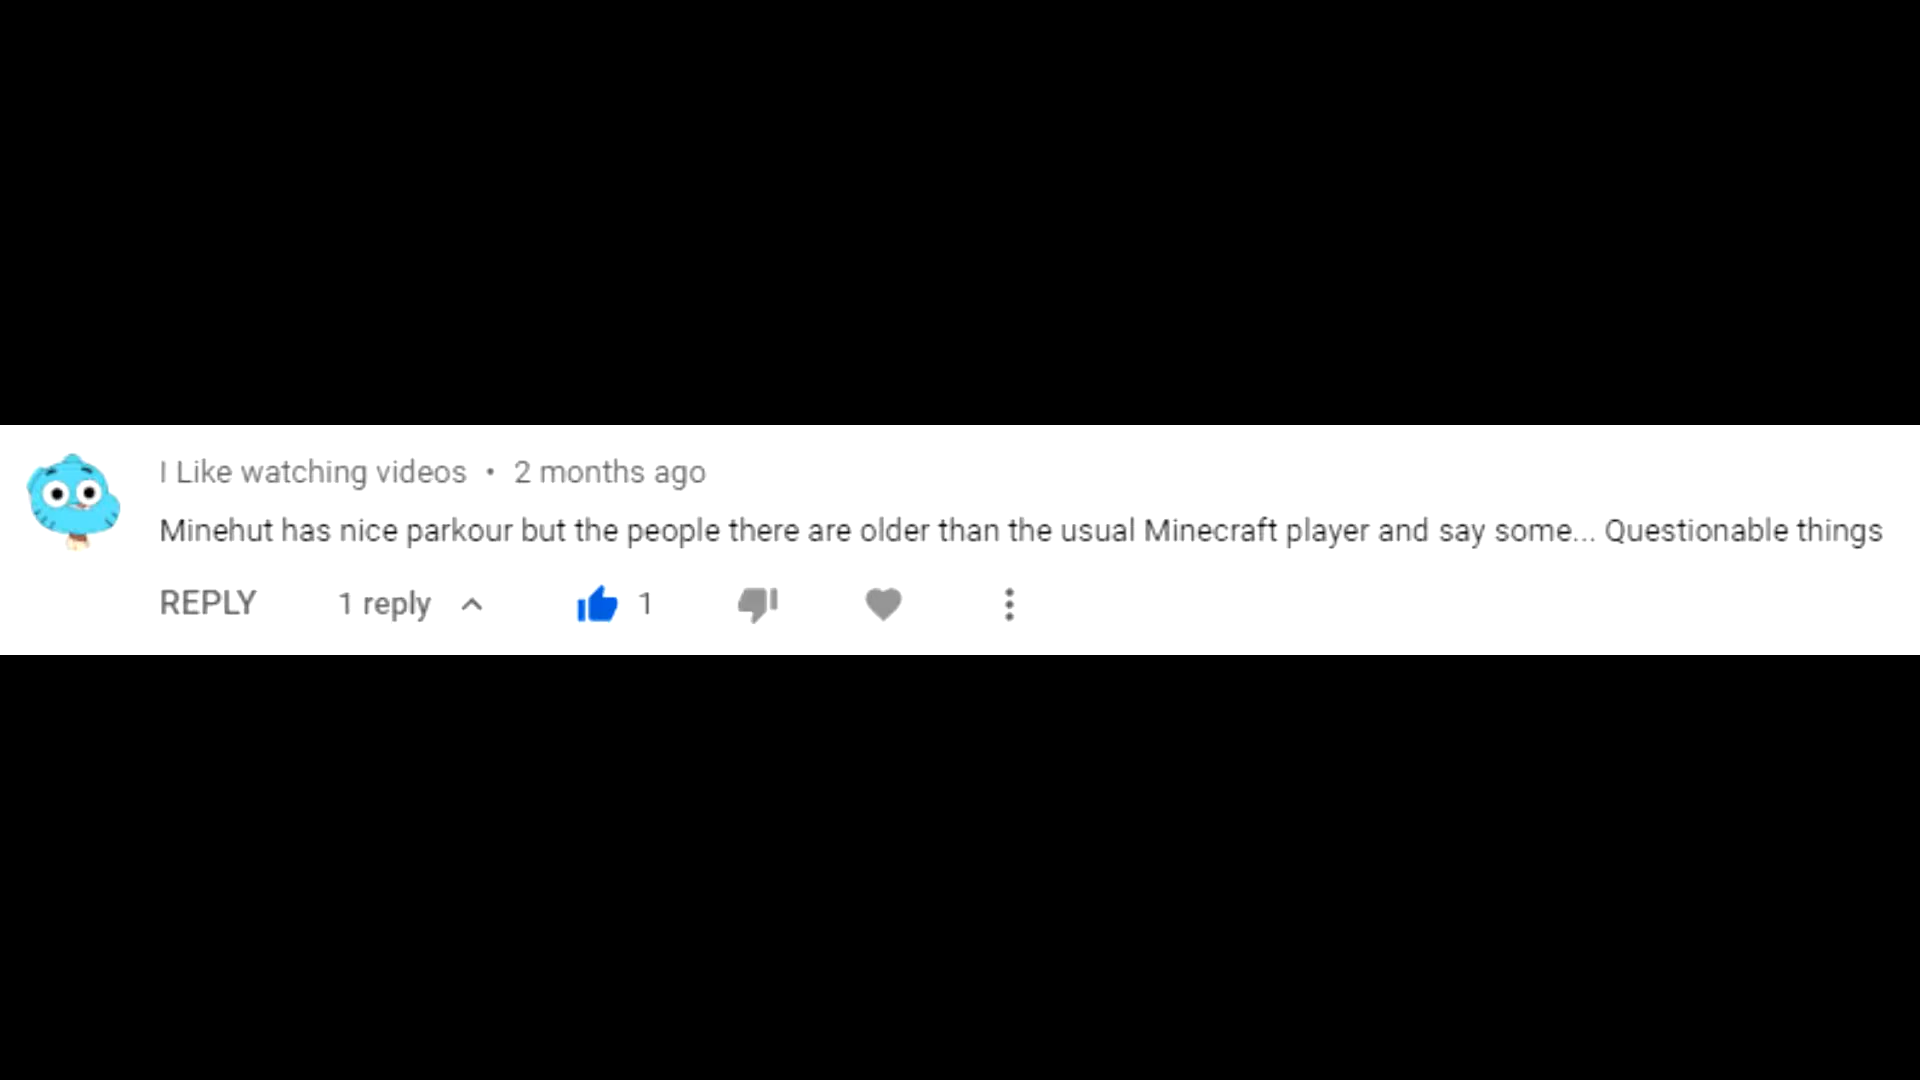 I Like watching videos • 2 months ago
Minehut has nice parkour but the people there are older than the usual Minecraft player and say some... Questionable things
REPLY 1 reply 1